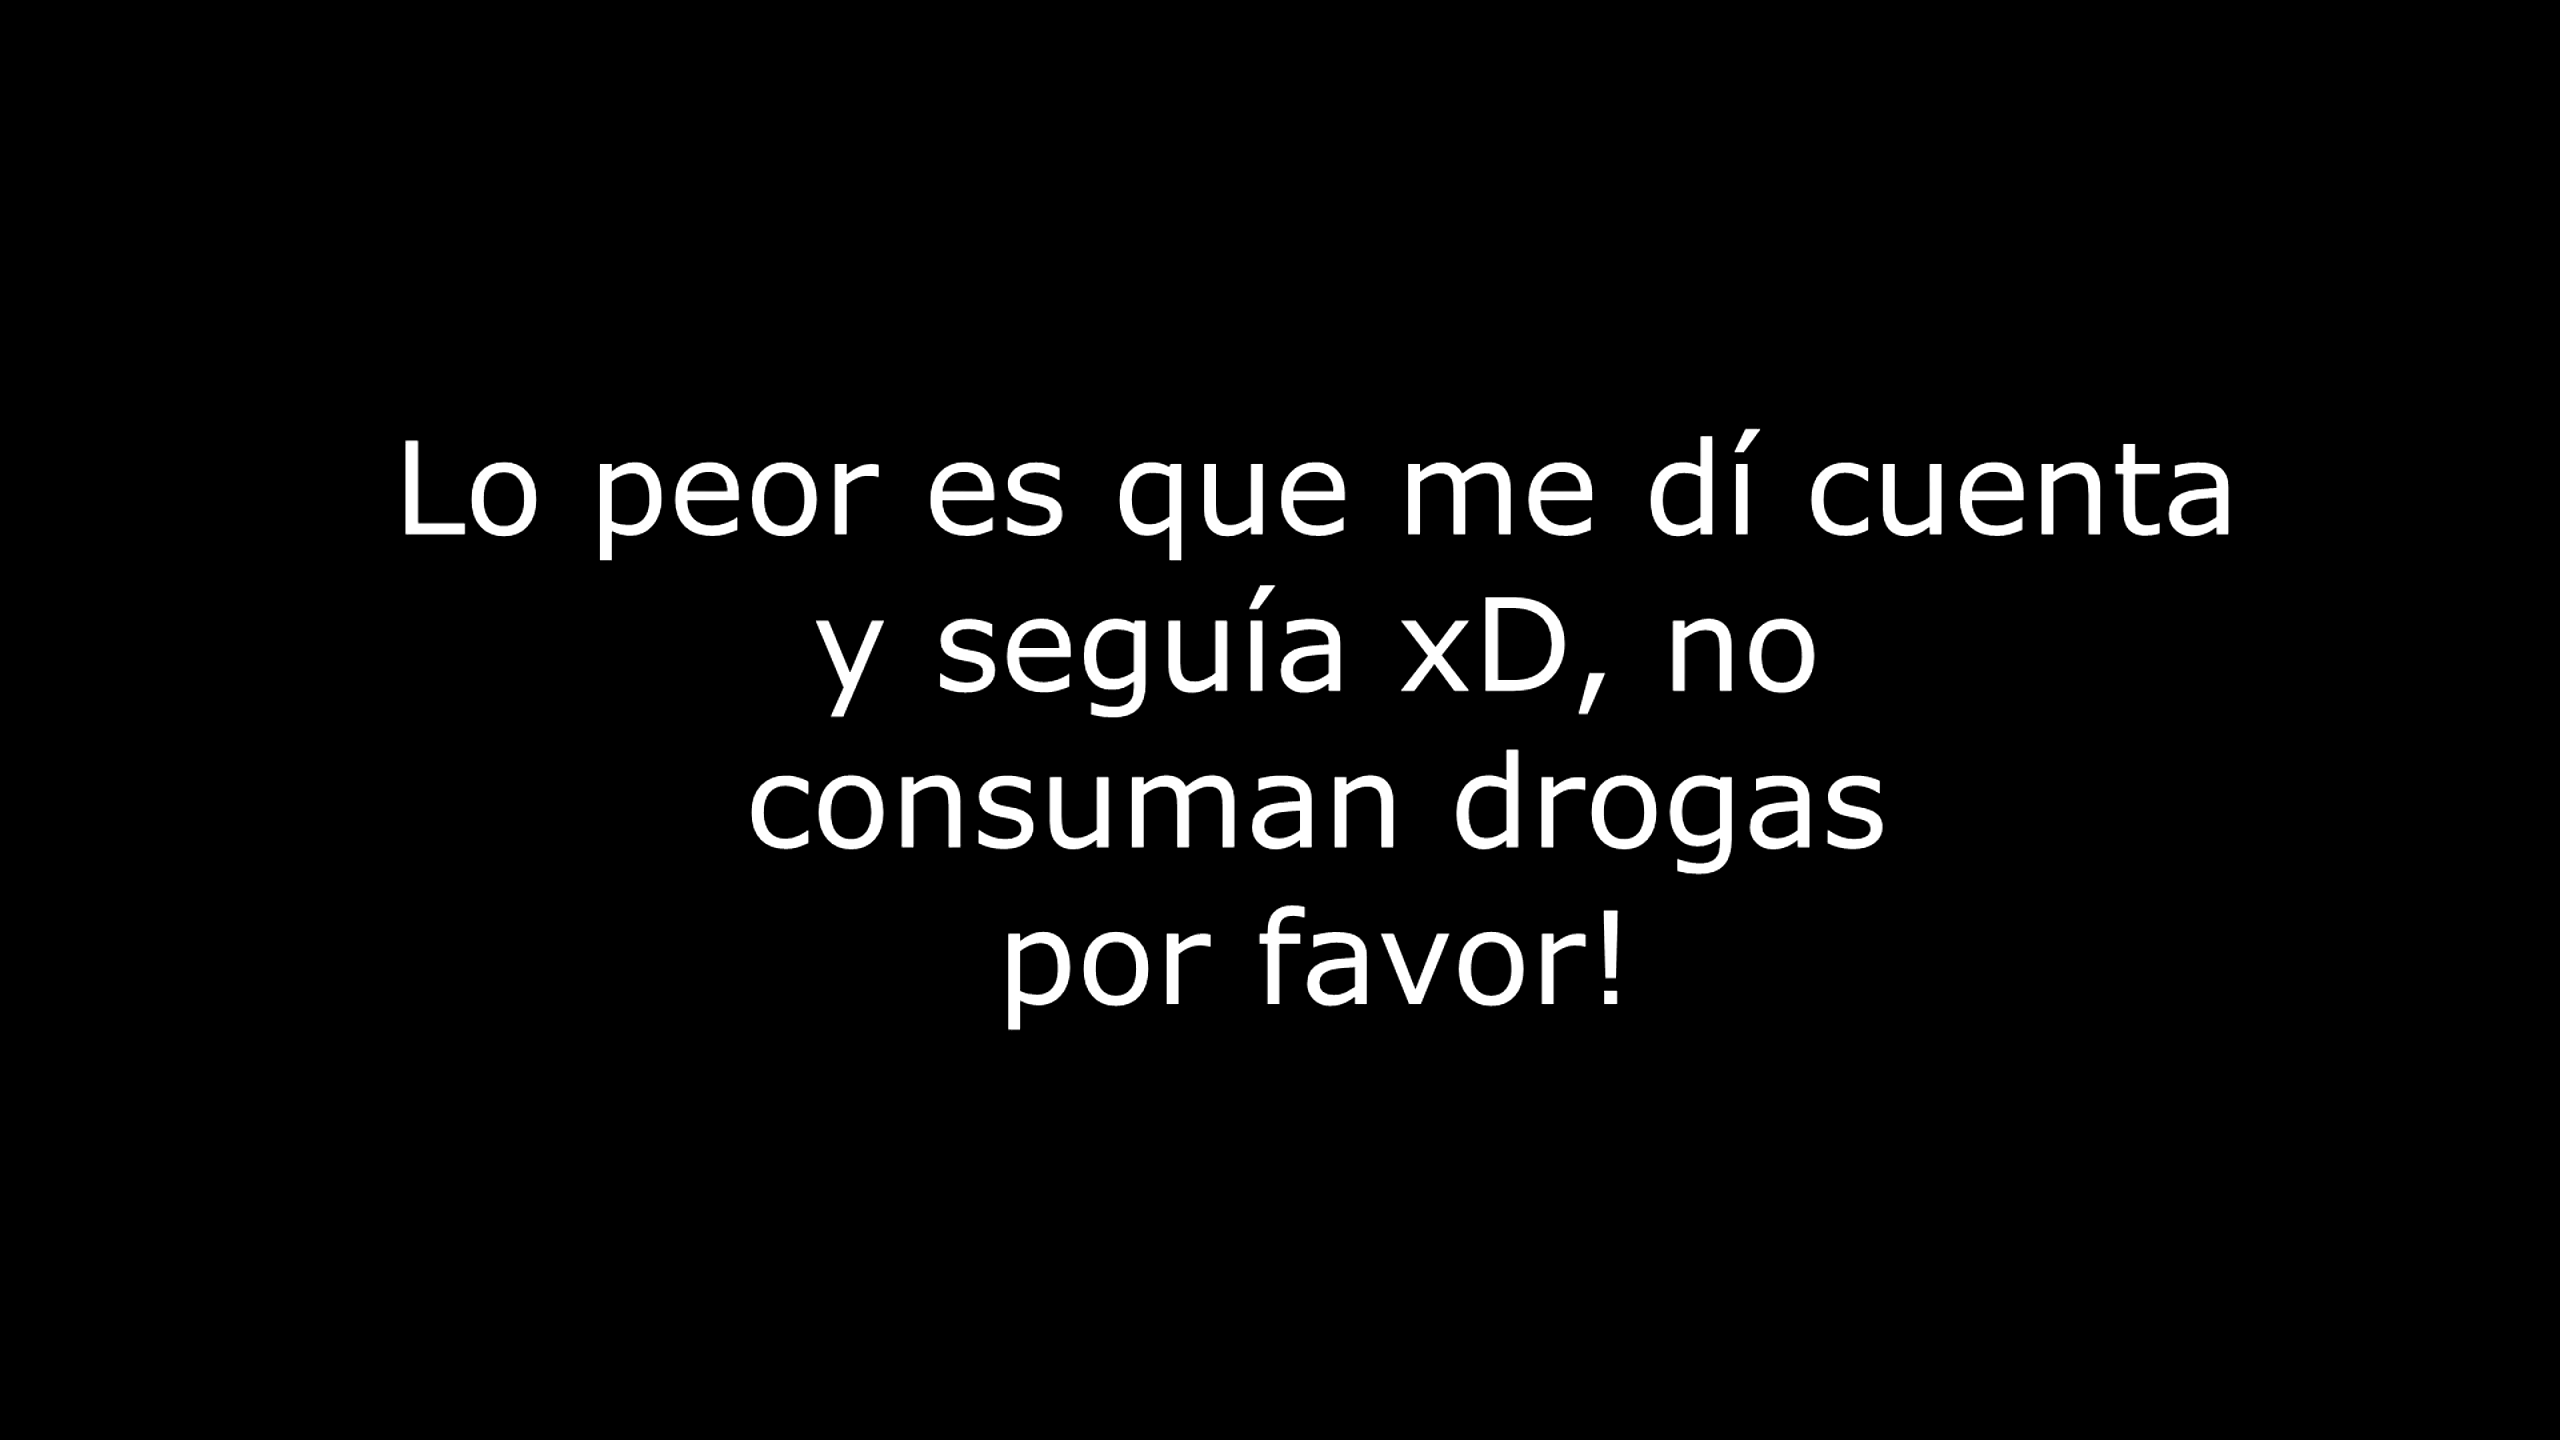 Lo peor es que me dí cuenta
y seguía xD, no
consuman drogas
por favor!